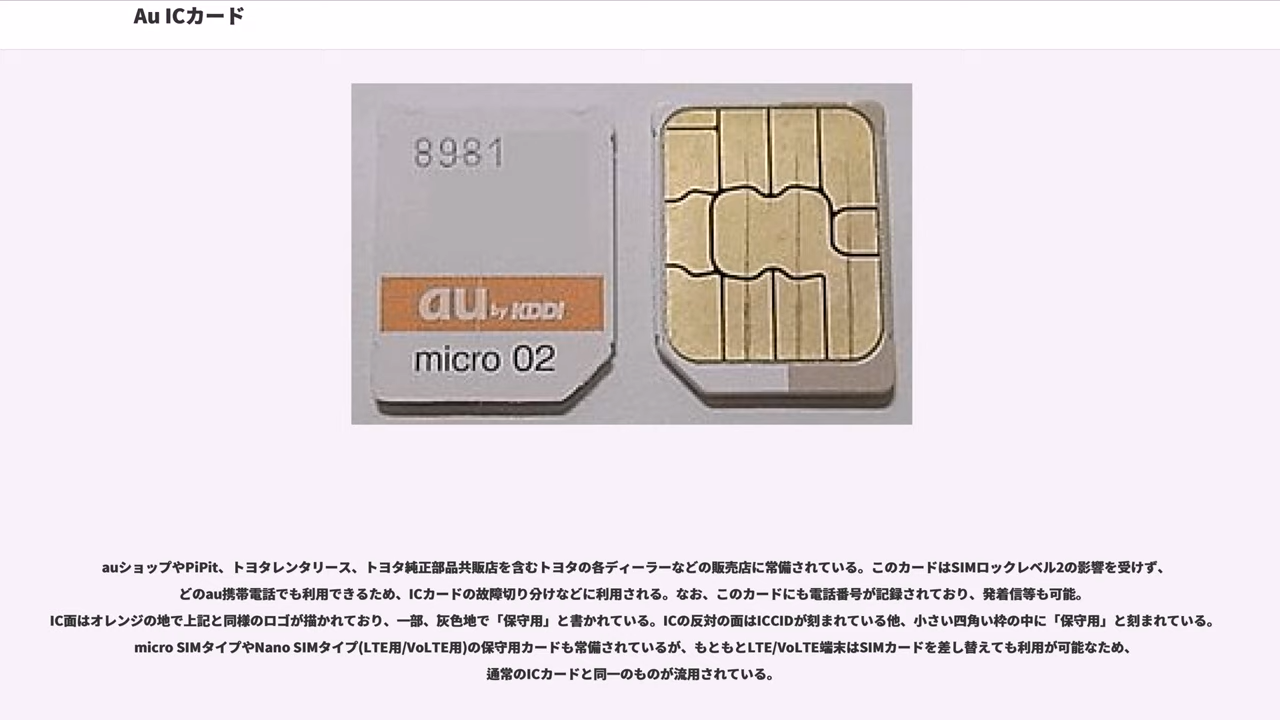 Au ICカード
8981
au by KDDI
micro 02
auショップやPiPit、トヨタレンタリース、トヨタ純正部品共販店を含むトヨタの各ディーラーなどの販売店に常備されている。このカードはSIMロックレベル2の影響を受けず、
どのau携帯電話でも利用できるため、ICカードの故障切り分けなどに利用される。なお、このカードにも電話番号が記録されており、発着信等も可能。
IC面はオレンジの地で上記と同様のロゴが描かれており、一部、灰色地で「保守用」と書かれている。ICの反対の面はICCIDが刻まれている他、小さい四角い枠の中に「保守用」と刻まれている。
micro SIMタイプやNano SIMタイプ(LTE用/VoLTE用)の保守用カードも常備されているが、もともとLTE/VoLTE端末はSIMカードを差し替えても利用が可能なため、
通常のICカードと同一のものが流用されている。